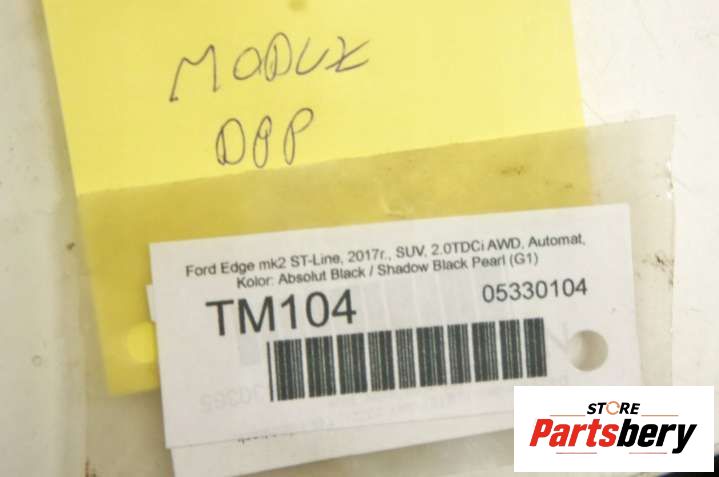 MODUŁ
DPP
Ford Edge mk2 ST-Line, 2017r., SUV, 2.0TDCi AWD, Automat,
Kolor: Absolut Black / Shadow Black Pearl (G1)
TM104
05330104
STORE
Partsbery